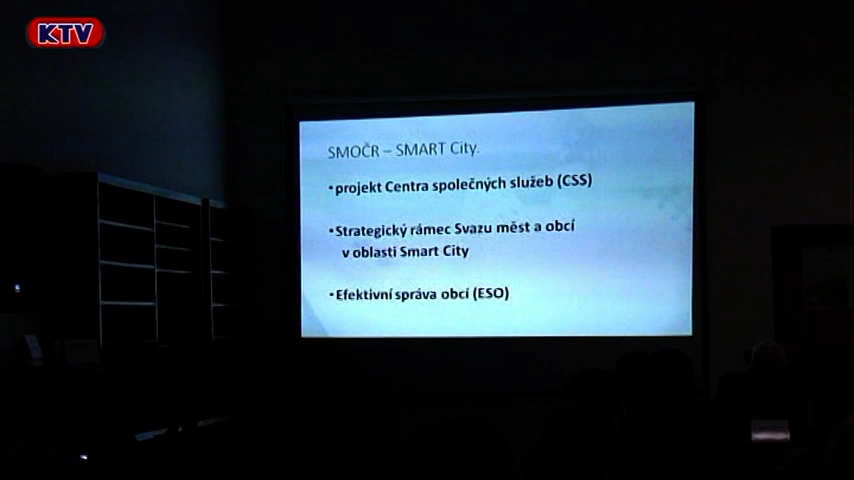 KTV
SMOČR – SMART City.
•projekt Centra společných služeb (CSS)
•Strategický rámec Svazu měst a obcí
v oblasti Smart City
•Efektivní správa obcí (ESO)